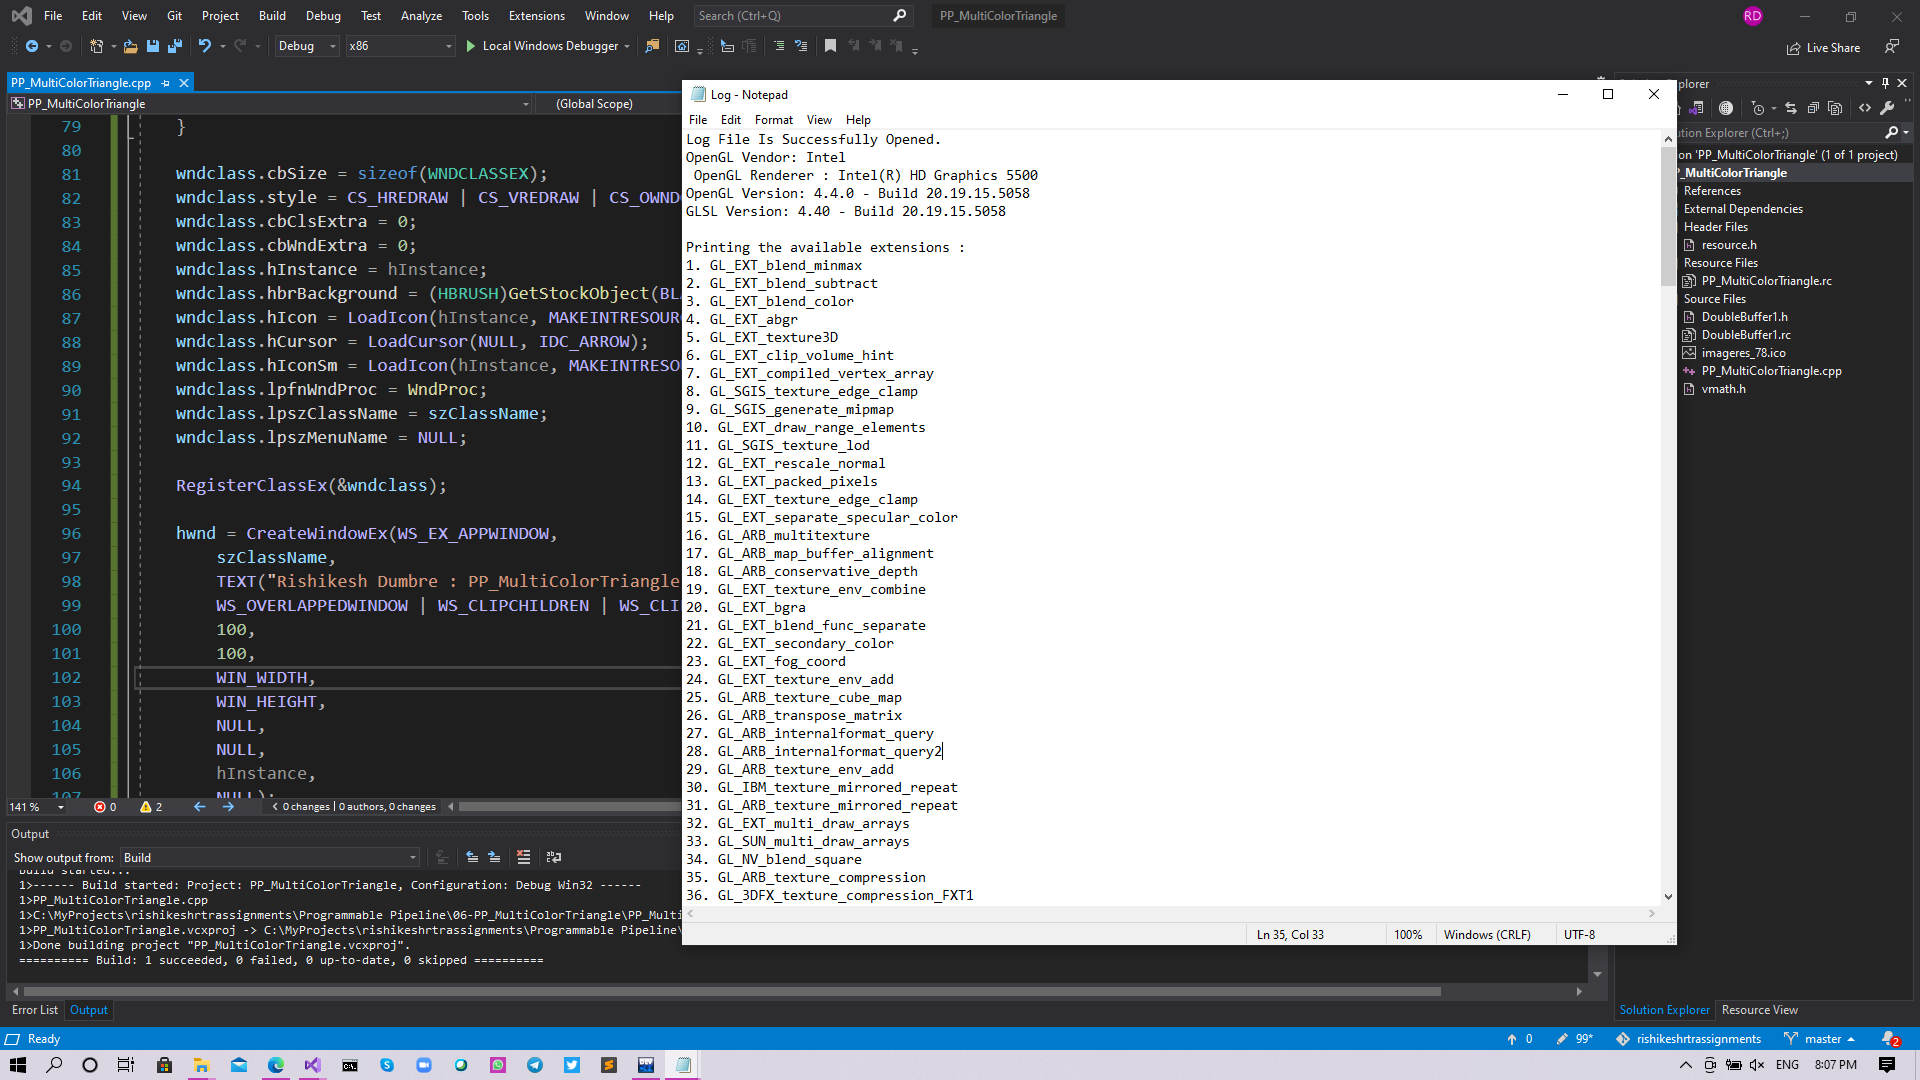 File Edit View Git Project Build Debug Test Analyze Tools Extensions Window Help Search (Ctrl+Q) PP_MultiColorTriangle RD
Debug x86 Local Windows Debugger Live Share
PP_MultiColorTriangle.cpp
PP_MultiColorTriangle (Global Scope)
79 }
80
81 wndclass.cbSize = sizeof(WNDCLASSEX);
82 wndclass.style = CS_HREDRAW | CS_VREDRAW | CS_OWND
83 wndclass.cbClsExtra = 0;
84 wndclass.cbWndExtra = 0;
85 wndclass.hInstance = hInstance;
86 wndclass.hbrBackground = (HBRUSH)GetStockObject(BL
87 wndclass.hIcon = LoadIcon(hInstance, MAKEINTRESOUR
88 wndclass.hCursor = LoadCursor(NULL, IDC_ARROW);
89 wndclass.hIconSm = LoadIcon(hInstance, MAKEINTRESO
90 wndclass.lpfnWndProc = WndProc;
91 wndclass.lpszClassName = szClassName;
92 wndclass.lpszMenuName = NULL;
93
94 RegisterClassEx(&wndclass);
95
96 hwnd = CreateWindowEx(WS_EX_APPWINDOW,
97 szClassName,
98 TEXT("Rishikesh Dumbre : PP_MultiColorTriangle
99 WS_OVERLAPPEDWINDOW | WS_CLIPCHILDREN | WS_CLI
100 100,
101 100,
102 WIN_WIDTH,
103 WIN_HEIGHT,
104 NULL,
105 NULL,
106 hInstance,
107 NULL);
141 % 0 2 0 changes | 0 authors, 0 changes
Output
Show output from: Build
Build started...
1>------ Build started: Project: PP_MultiColorTriangle, Configuration: Debug Win32 ------
1>PP_MultiColorTriangle.cpp
1>C:\MyProjects\rishikeshrtrassignments\Programmable Pipeline\06-PP_MultiColorTriangle\PP_Multi
1>PP_MultiColorTriangle.vcxproj -> C:\MyProjects\rishikeshrtrassignments\Programmable Pipeline\
1>Done building project "PP_MultiColorTriangle.vcxproj".
========== Build: 1 succeeded, 0 failed, 0 up-to-date, 0 skipped ==========
Error List Output
Log - Notepad
File Edit Format View Help
Log File Is Successfully Opened.
OpenGL Vendor: Intel
OpenGL Renderer : Intel(R) HD Graphics 5500
OpenGL Version: 4.4.0 - Build 20.19.15.5058
GLSL Version: 4.40 - Build 20.19.15.5058
Printing the available extensions :
1. GL_EXT_blend_minmax
2. GL_EXT_blend_subtract
3. GL_EXT_blend_color
4. GL_EXT_abgr
5. GL_EXT_texture3D
6. GL_EXT_clip_volume_hint
7. GL_EXT_compiled_vertex_array
8. GL_SGIS_texture_edge_clamp
9. GL_SGIS_generate_mipmap
10. GL_EXT_draw_range_elements
11. GL_SGIS_texture_lod
12. GL_EXT_rescale_normal
13. GL_EXT_packed_pixels
14. GL_EXT_texture_edge_clamp
15. GL_EXT_separate_specular_color
16. GL_ARB_multitexture
17. GL_ARB_map_buffer_alignment
18. GL_ARB_conservative_depth
19. GL_EXT_texture_env_combine
20. GL_EXT_bgra
21. GL_EXT_blend_func_separate
22. GL_EXT_secondary_color
23. GL_EXT_fog_coord
24. GL_EXT_texture_env_add
25. GL_ARB_texture_cube_map
26. GL_ARB_transpose_matrix
27. GL_ARB_internalformat_query
28. GL_ARB_internalformat_query2
29. GL_ARB_texture_env_add
30. GL_IBM_texture_mirrored_repeat
31. GL_ARB_texture_mirrored_repeat
32. GL_EXT_multi_draw_arrays
33. GL_SUN_multi_draw_arrays
34. GL_NV_blend_square
35. GL_ARB_texture_compression
36. GL_3DFX_texture_compression_FXT1
Ln 35, Col 33 100% Windows (CRLF) UTF-8
plorer
ution Explorer (Ctrl+;)
on 'PP_MultiColorTriangle' (1 of 1 project)
_MultiColorTriangle
References
External Dependencies
Header Files
resource.h
Resource Files
PP_MultiColorTriangle.rc
Source Files
DoubleBuffer1.h
DoubleBuffer1.rc
imageres_78.ico
PP_MultiColorTriangle.cpp
vmath.h
Solution Explorer Resource View
Ready 0 99* rishikeshrtrassignments master 2
ENG 8:07 PM